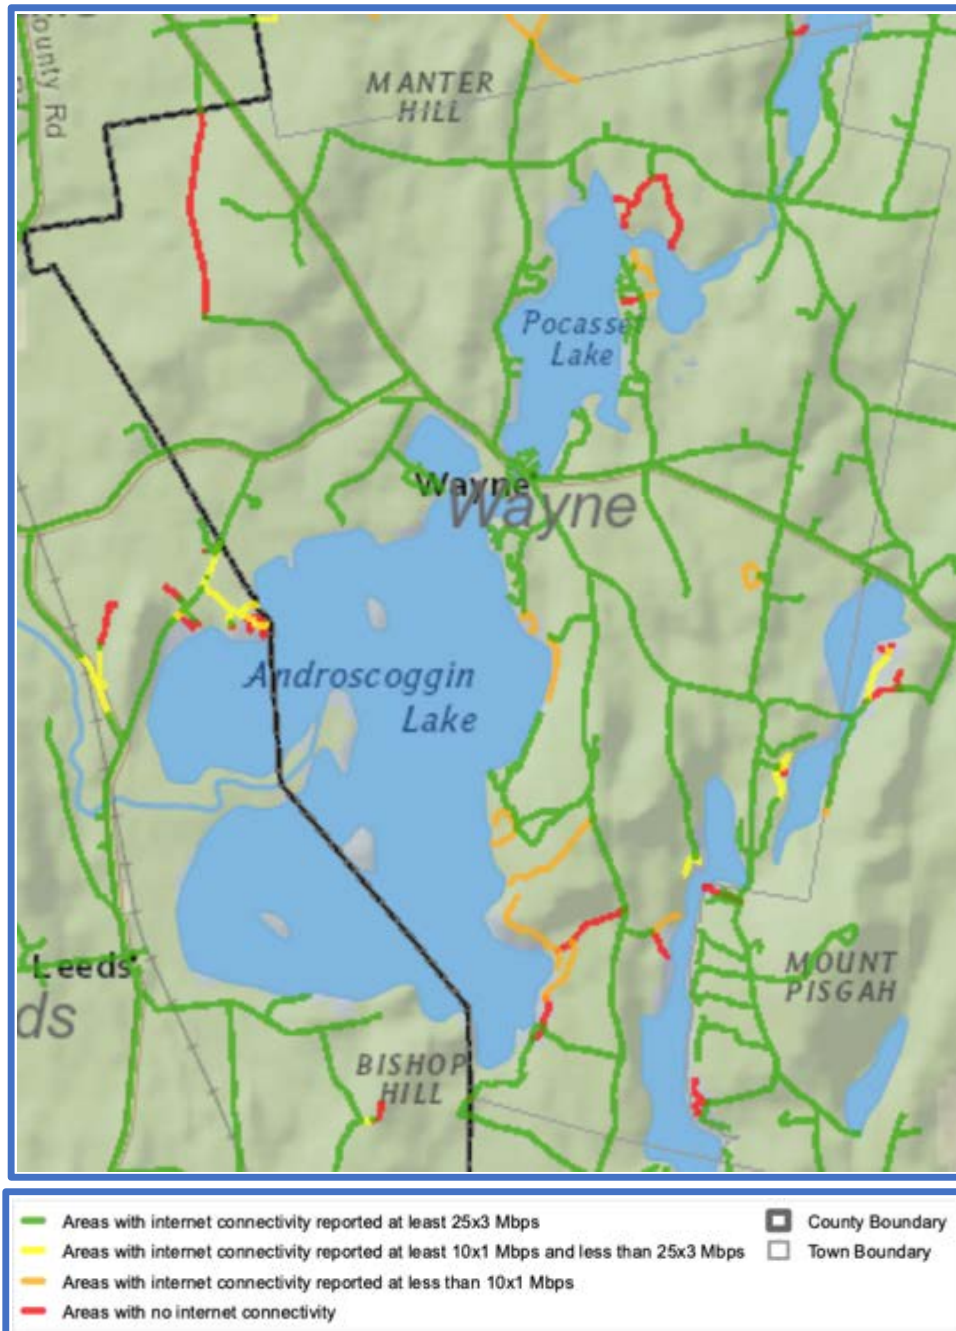 ounty Rd
MANTER
HILL
Pocasset
Lake
Wayne
Wayne
Androscoggin
Lake
Leeds
ds
MOUNT
PISGAH
BISHOP
HILL
Areas with internet connectivity reported at least 25x3 Mbps
Areas with internet connectivity reported at least 10x1 Mbps and less than 25x3 Mbps
Areas with internet connectivity reported at less than 10x1 Mbps
Areas with no internet connectivity
County Boundary
Town Boundary